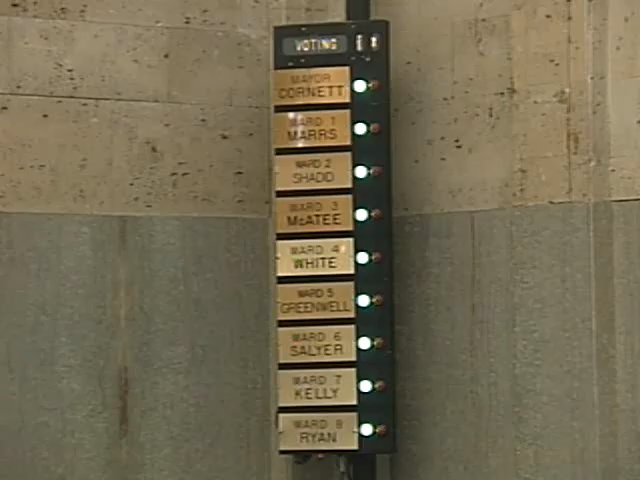 VOTING
MAYOR
CORNETT
WARD 1
MARRS
WARD 2
SHADD
WARD 3
McATEE
WARD 4
WHITE
WARD 5
GREENWELL
WARD 6
SALYER
WARD 7
KELLY
WARD 8
RYAN